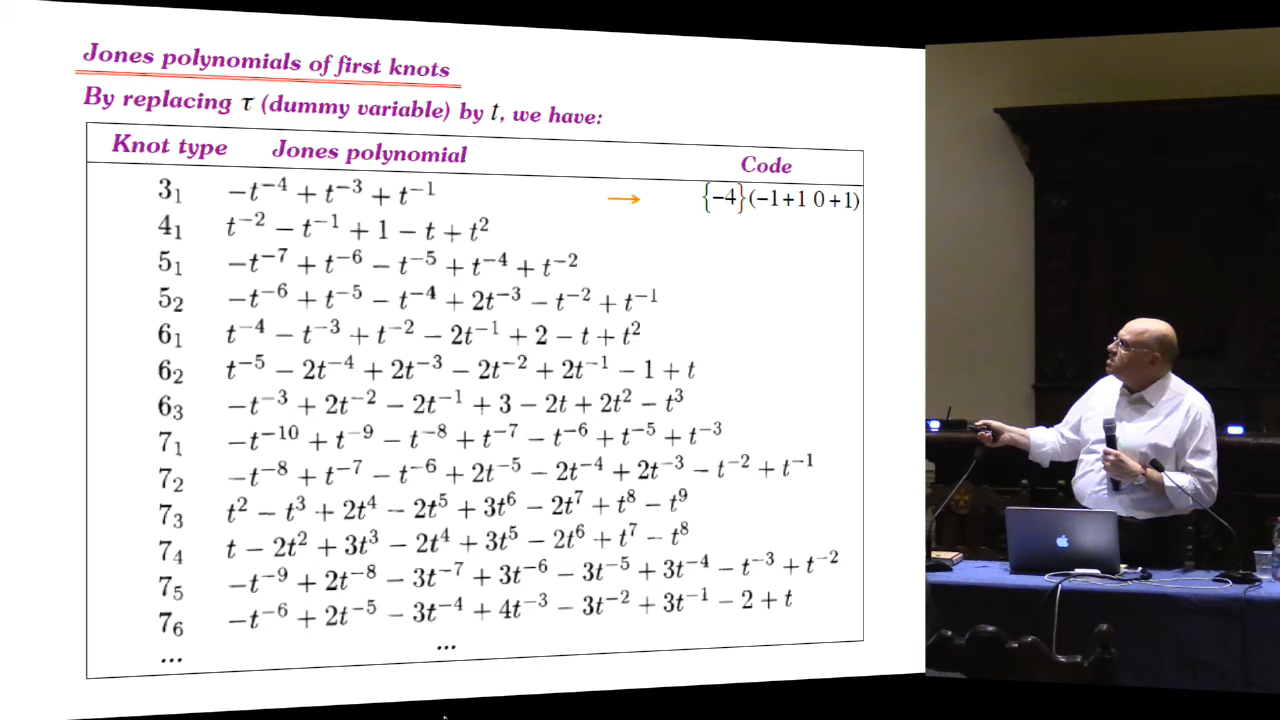 Jones polynomials of first knots
By replacing τ (dummy variable) by t, we have:
Knot type Jones polynomial Code
3₁ −t⁻⁴ + t⁻³ + t⁻¹ → {−4}(−1+1 0+1)
4₁ t⁻² − t⁻¹ + 1 − t + t²
5₁ −t⁻⁷ + t⁻⁶ − t⁻⁵ + t⁻⁴ + t⁻²
5₂ −t⁻⁶ + t⁻⁵ − t⁻⁴ + 2t⁻³ − t⁻² + t⁻¹
6₁ t⁻⁴ − t⁻³ + t⁻² − 2t⁻¹ + 2 − t + t²
6₂ t⁻⁵ − 2t⁻⁴ + 2t⁻³ − 2t⁻² + 2t⁻¹ − 1 + t
6₃ −t⁻³ + 2t⁻² − 2t⁻¹ + 3 − 2t + 2t² − t³
7₁ −t⁻¹⁰ + t⁻⁹ − t⁻⁸ + t⁻⁷ − t⁻⁶ + t⁻⁵ + t⁻³
7₂ −t⁻⁸ + t⁻⁷ − t⁻⁶ + 2t⁻⁵ − 2t⁻⁴ + 2t⁻³ − t⁻² + t⁻¹
7₃ t² − t³ + 2t⁴ − 2t⁵ + 3t⁶ − 2t⁷ + t⁸ − t⁹
7₄ t − 2t² + 3t³ − 2t⁴ + 3t⁵ − 2t⁶ + t⁷ − t⁸
7₅ −t⁻⁹ + 2t⁻⁸ − 3t⁻⁷ + 3t⁻⁶ − 3t⁻⁵ + 3t⁻⁴ − t⁻³ + t⁻²
7₆ −t⁻⁶ + 2t⁻⁵ − 3t⁻⁴ + 4t⁻³ − 3t⁻² + 3t⁻¹ − 2 + t
... ...